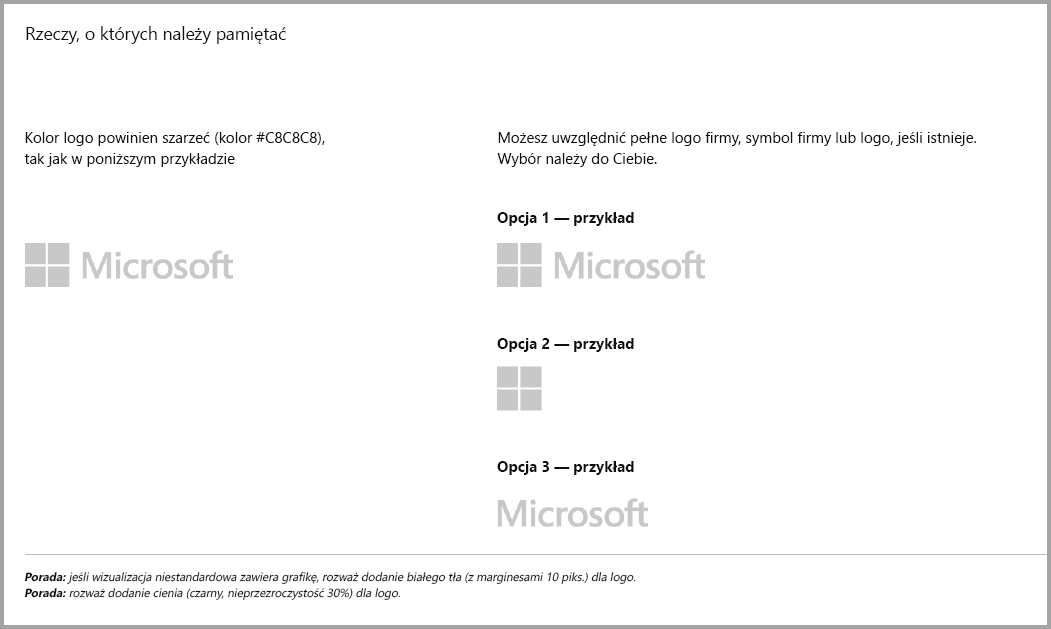 Rzeczy, o których należy pamiętać
Kolor logo powinien szarzeć (kolor #C8C8C8),
tak jak w poniższym przykładzie
Microsoft
Możesz uwzględnić pełne logo firmy, symbol firmy lub logo, jeśli istnieje.
Wybór należy do Ciebie.
Opcja 1 — przykład
Microsoft
Opcja 2 — przykład
Opcja 3 — przykład
Microsoft
Porada: jeśli wizualizacja niestandardowa zawiera grafikę, rozważ dodanie białego tła (z marginesami 10 piks.) dla logo.
Porada: rozważ dodanie cienia (czarny, nieprzezroczystość 30%) dla logo.